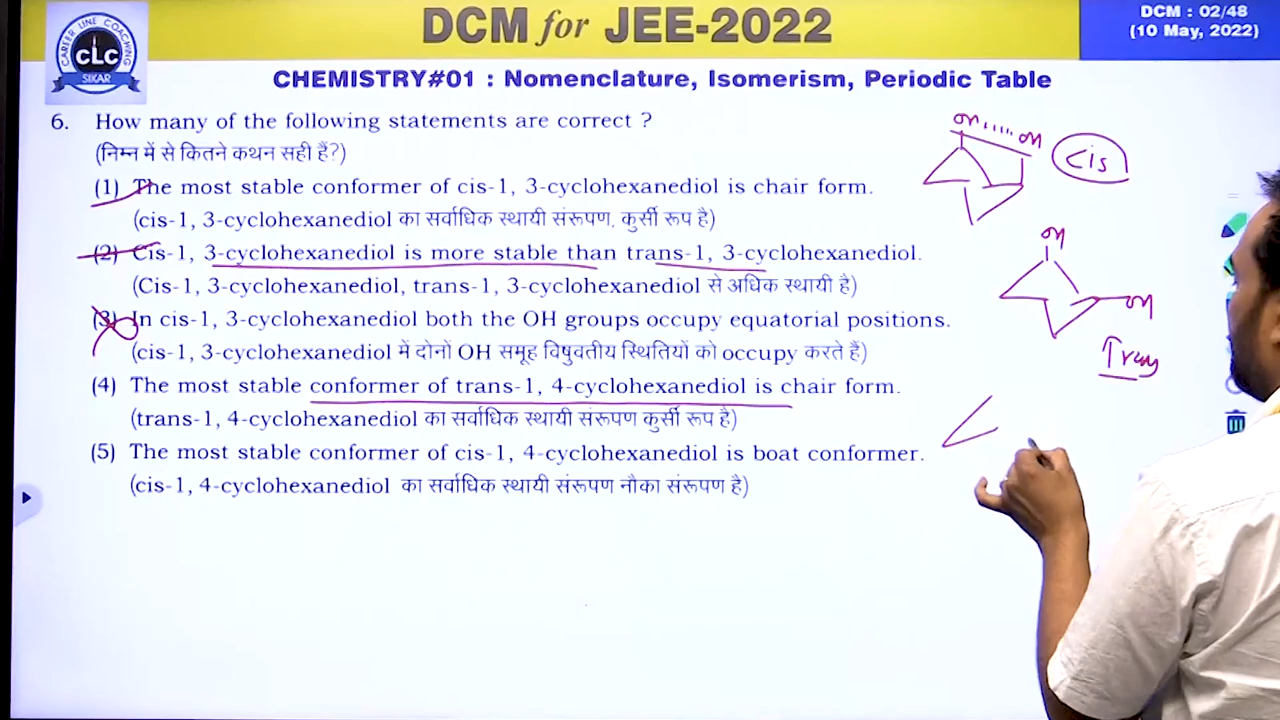 CAREER LINE COACHING
CLC
SIKAR
DCM for JEE-2022
DCM : 02/48
(10 May, 2022)
CHEMISTRY#01 : Nomenclature, Isomerism, Periodic Table
6. How many of the following statements are correct ?
(निम्न में से कितने कथन सही हैं?)
(1) The most stable conformer of cis-1, 3-cyclohexanediol is chair form.
(cis-1, 3-cyclohexanediol का सर्वाधिक स्थायी संरूपण, कुर्सी रूप है)
(2) Cis-1, 3-cyclohexanediol is more stable than trans-1, 3-cyclohexanediol.
(Cis-1, 3-cyclohexanediol, trans-1, 3-cyclohexanediol से अधिक स्थायी है)
(3) In cis-1, 3-cyclohexanediol both the OH groups occupy equatorial positions.
(cis-1, 3-cyclohexanediol में दोनों OH समूह विषुवतीय स्थितियों को occupy करते हैं)
(4) The most stable conformer of trans-1, 4-cyclohexanediol is chair form.
(trans-1, 4-cyclohexanediol का सर्वाधिक स्थायी संरूपण कुर्सी रूप है)
(5) The most stable conformer of cis-1, 4-cyclohexanediol is boat conformer.
(cis-1, 4-cyclohexanediol का सर्वाधिक स्थायी संरूपण नौका संरूपण है)
OH OH
Cis
OH
OH
Trans